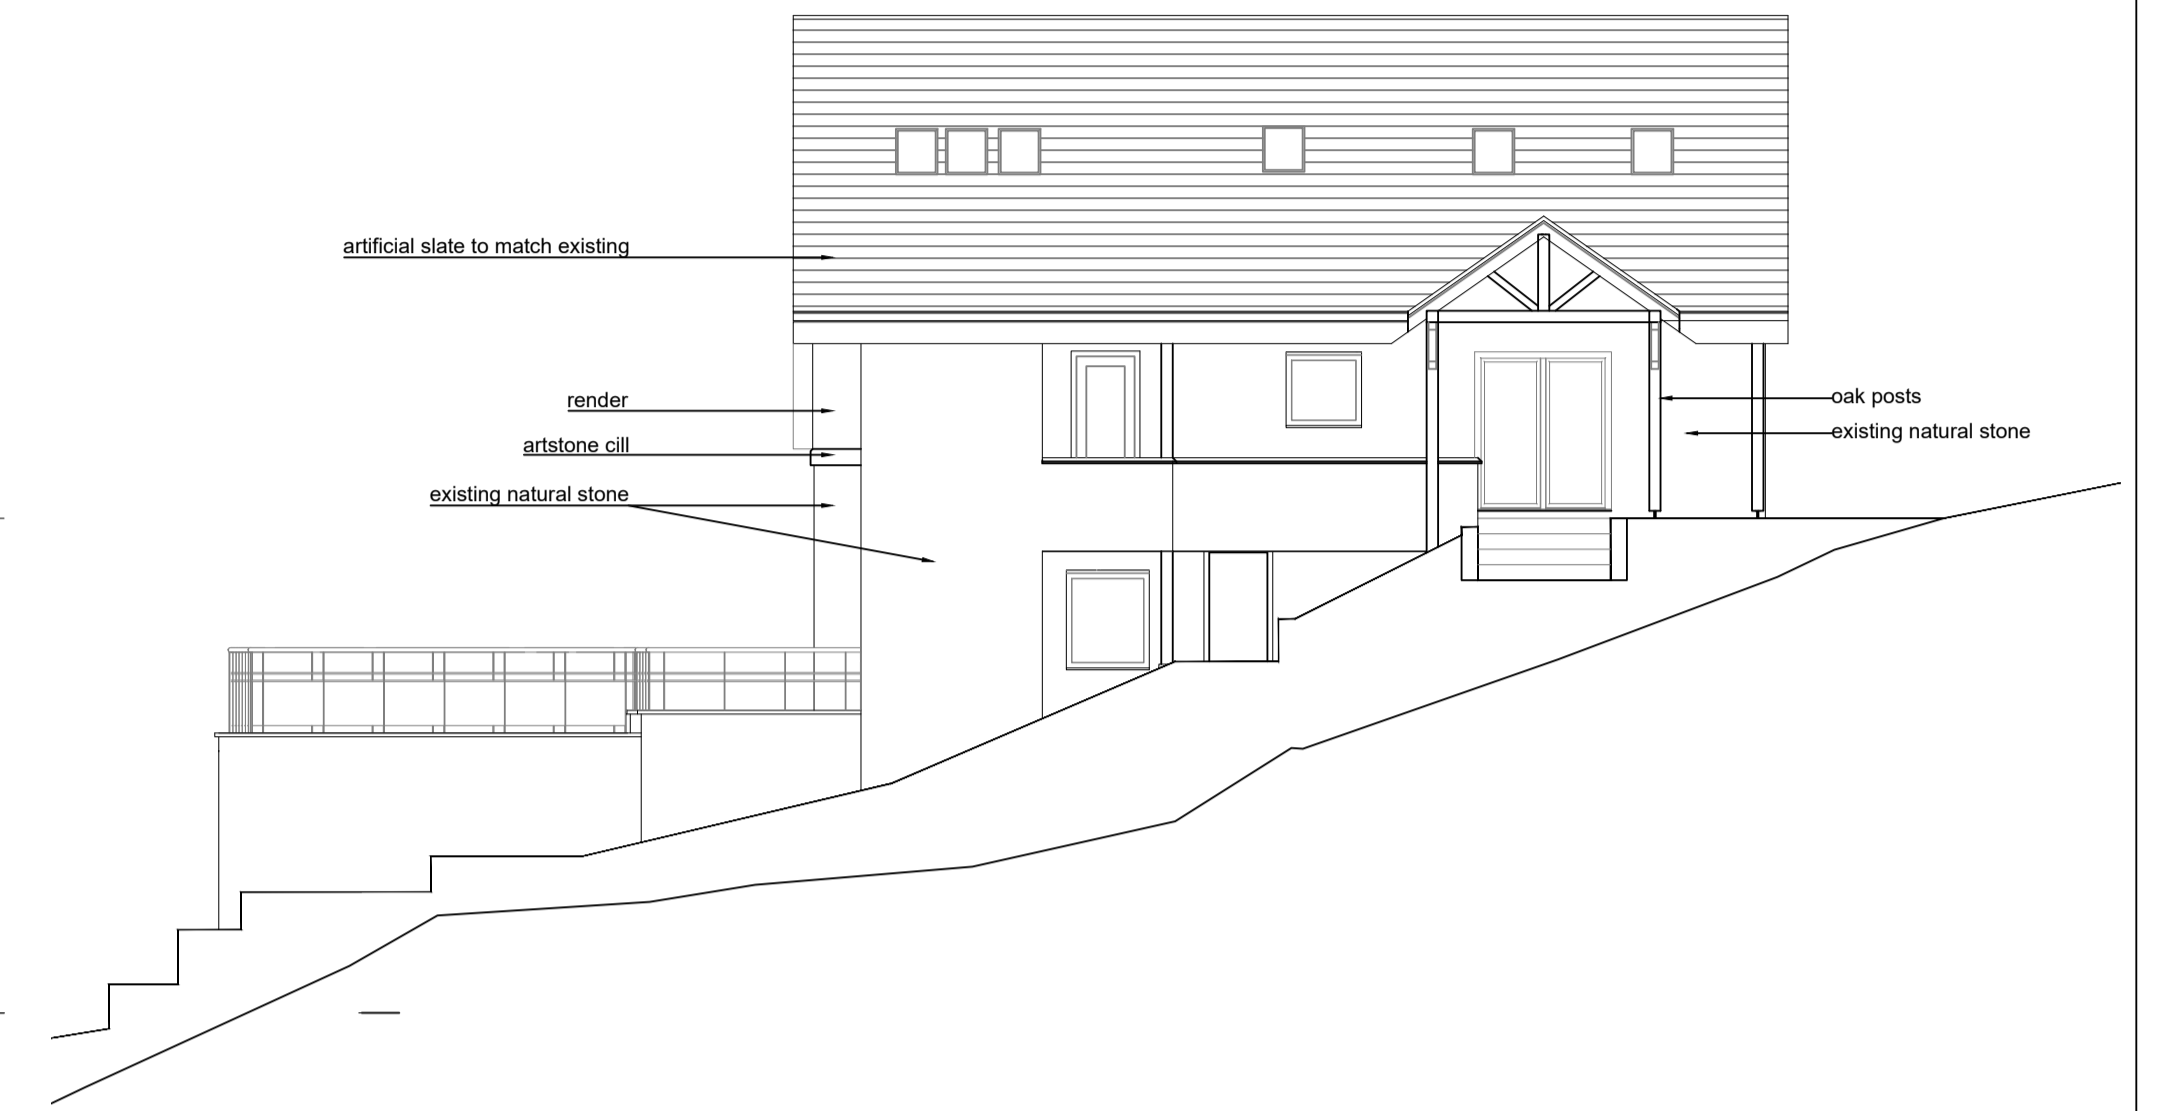 artificial slate to match existing
render
artstone cill
existing natural stone
oak posts
existing natural stone